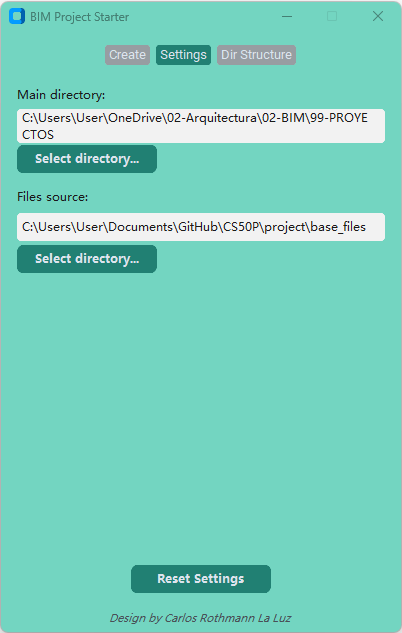 BIM Project Starter
Create Settings Dir Structure
Main directory:
C:\Users\User\OneDrive\02-Arquitectura\02-BIM\99-PROYE
CTOS
Select directory...
Files source:
C:\Users\User\Documents\GitHub\CS50P\project\base_files
Select directory...
Reset Settings
Design by Carlos Rothmann La Luz